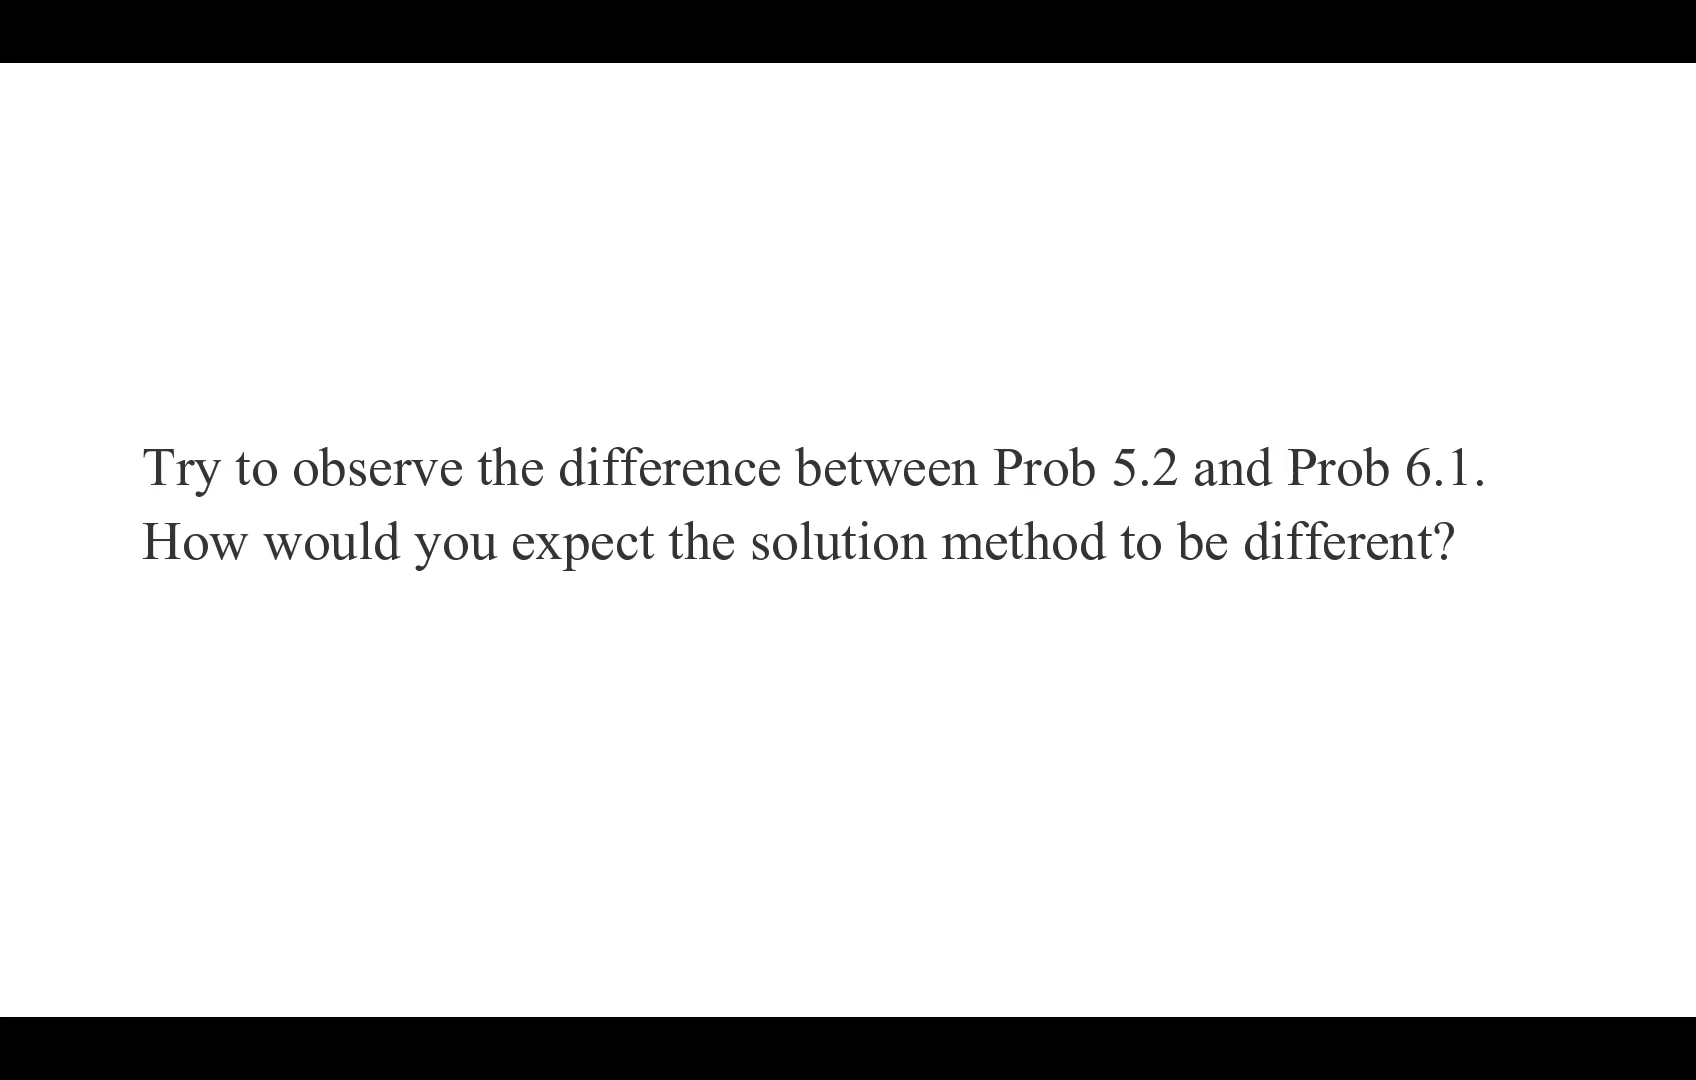 Try to observe the difference between Prob 5.2 and Prob 6.1.
How would you expect the solution method to be different?